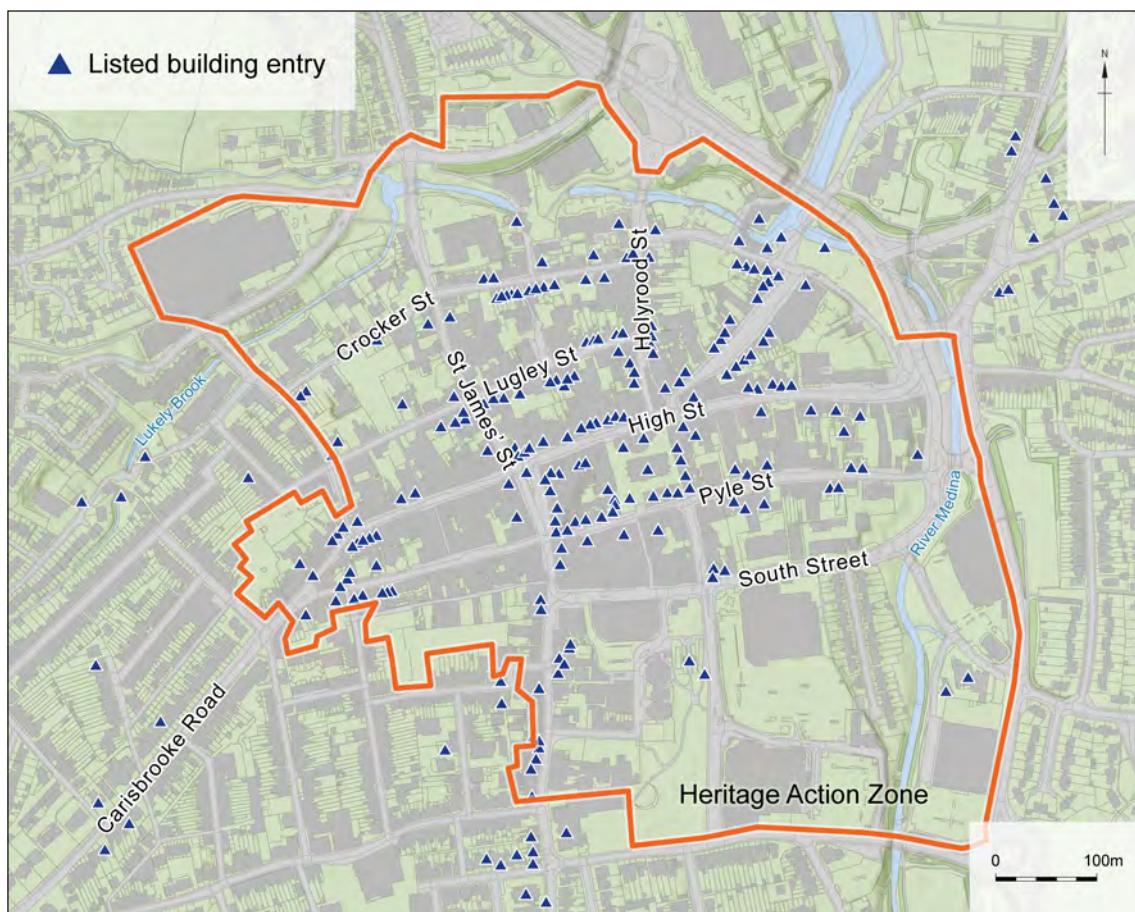 Listed building entry
N
Crocker St
Holyrood St
St James' St
Lugley St
High St
Lukely Brook
Pyle St
South Street
River Medina
Carisbrooke Road
Heritage Action Zone
0 100m